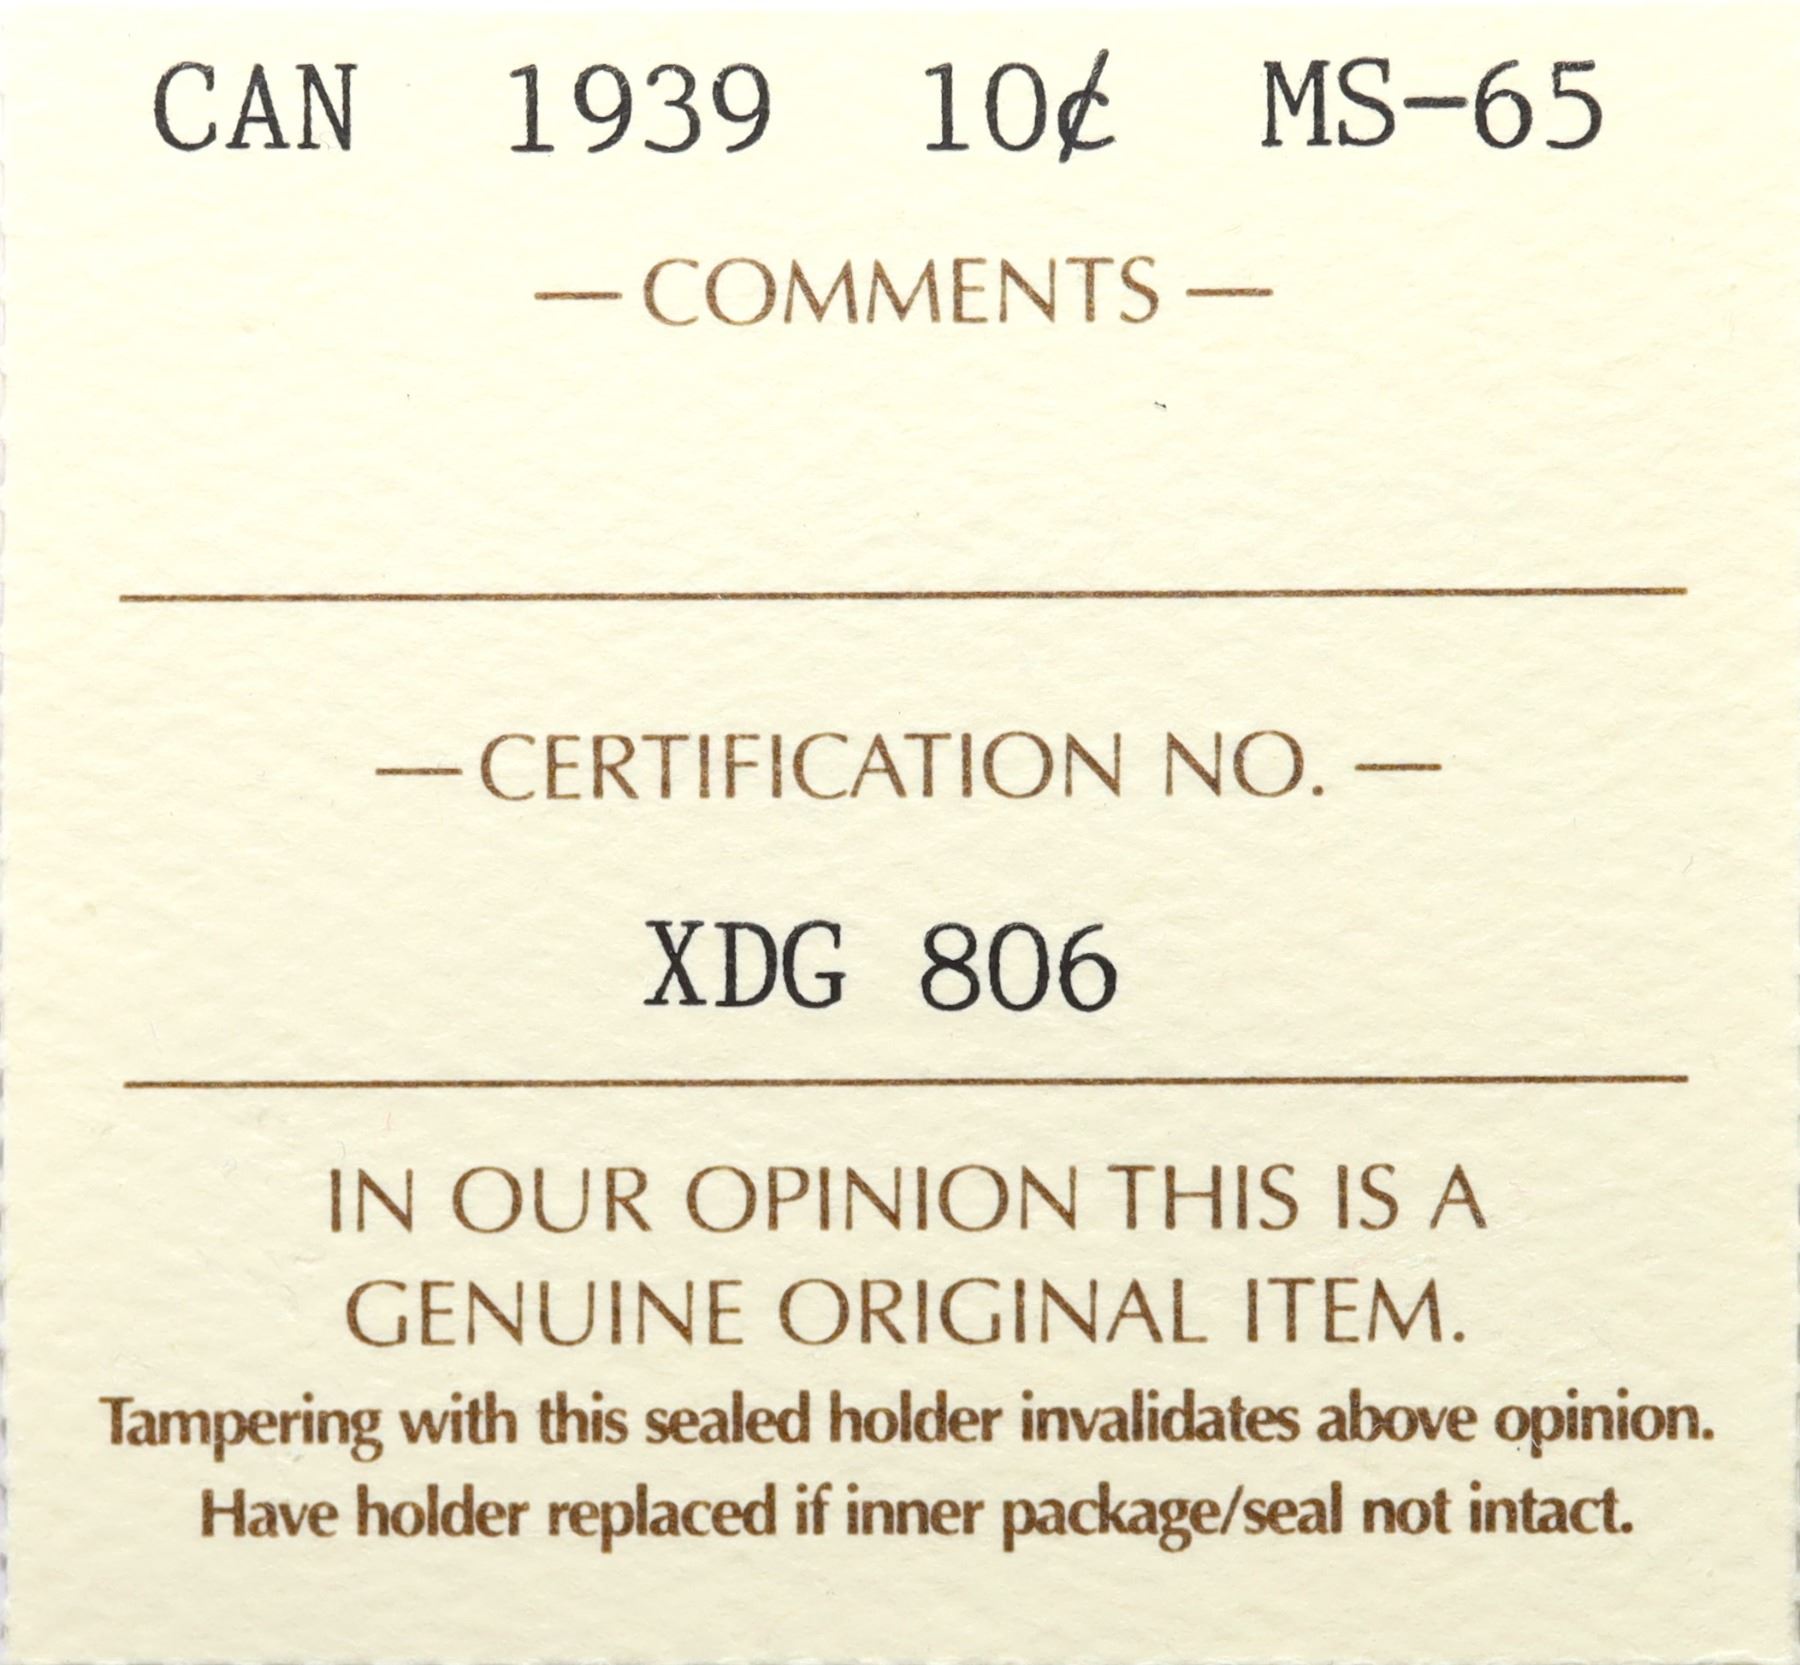 CAN 1939 10¢ MS-65
— COMMENTS —
— CERTIFICATION NO. —
XDG 806
IN OUR OPINION THIS IS A
GENUINE ORIGINAL ITEM.
Tampering with this sealed holder invalidates above opinion.
Have holder replaced if inner package/seal not intact.